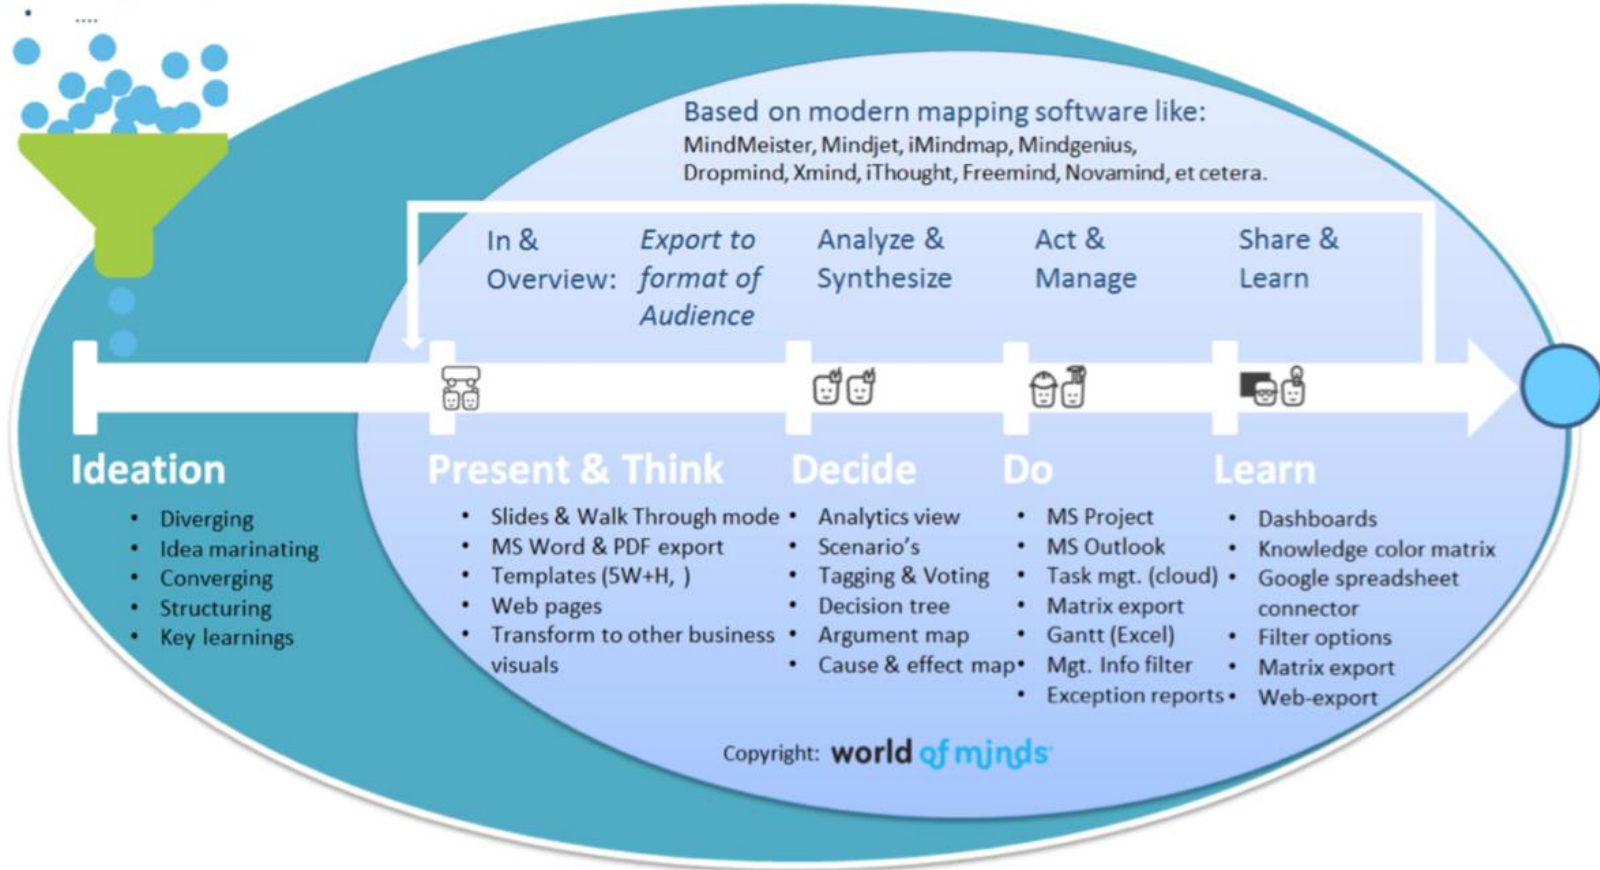 ....
Based on modern mapping software like:
MindMeister, Mindjet, iMindmap, Mindgenius,
Dropmind, Xmind, iThought, Freemind, Novamind, et cetera.
In &
Overview:
Export to
format of
Audience
Analyze &
Synthesize
Act &
Manage
Share &
Learn
Ideation
• Diverging
• Idea marinating
• Converging
• Structuring
• Key learnings
Present & Think
• Slides & Walk Through mode
• MS Word & PDF export
• Templates (5W+H, )
• Web pages
• Transform to other business
visuals
Decide
• Analytics view
• Scenario's
• Tagging & Voting
• Decision tree
• Argument map
• Cause & effect map
Do
• MS Project
• MS Outlook
• Task mgt. (cloud)
• Matrix export
• Gantt (Excel)
• Mgt. Info filter
• Exception reports
Learn
• Dashboards
• Knowledge color matrix
• Google spreadsheet
connector
• Filter options
• Matrix export
• Web-export
Copyright: world of minds